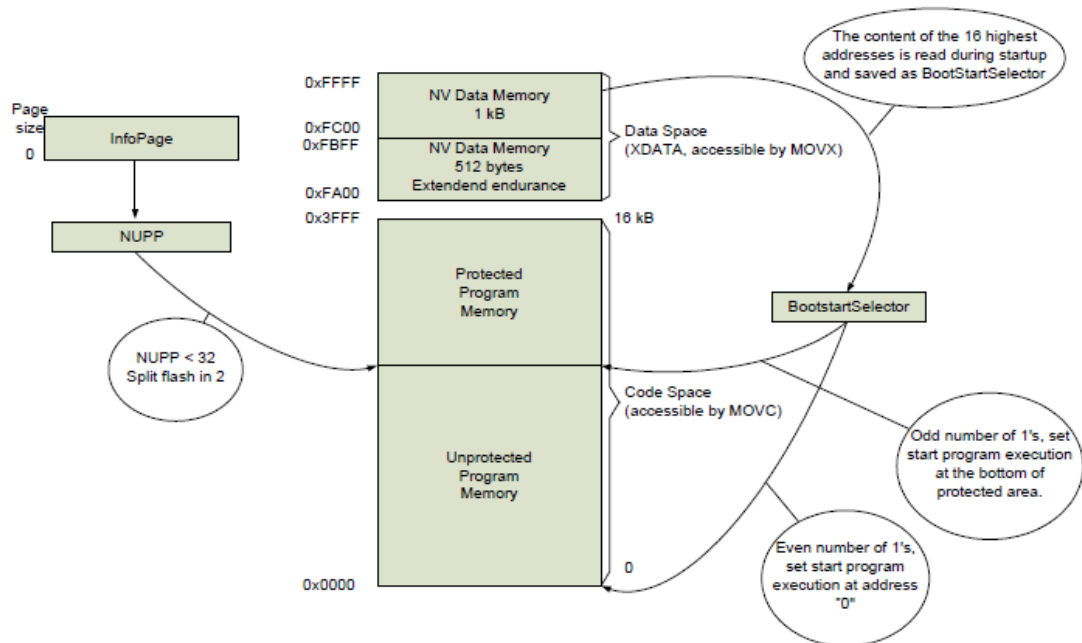 The content of the 16 highest
addresses is read during startup
and saved as BootStartSelector
0xFFFF
NV Data Memory
1 kB
0xFC00
0xFBFF
NV Data Memory
512 bytes
Extendend endurance
0xFA00
Data Space
(XDATA, accessible by MOVX)
Page
size
0
InfoPage
NUPP
0x3FFF
16 kB
Protected
Program
Memory
BootstartSelector
NUPP < 32
Split flash in 2
Code Space
(accessible by MOVC)
Unprotected
Program
Memory
Odd number of 1's, set
start program execution
at the bottom of
protected area.
Even number of 1's,
set start program
execution at address
"0"
0
0x0000